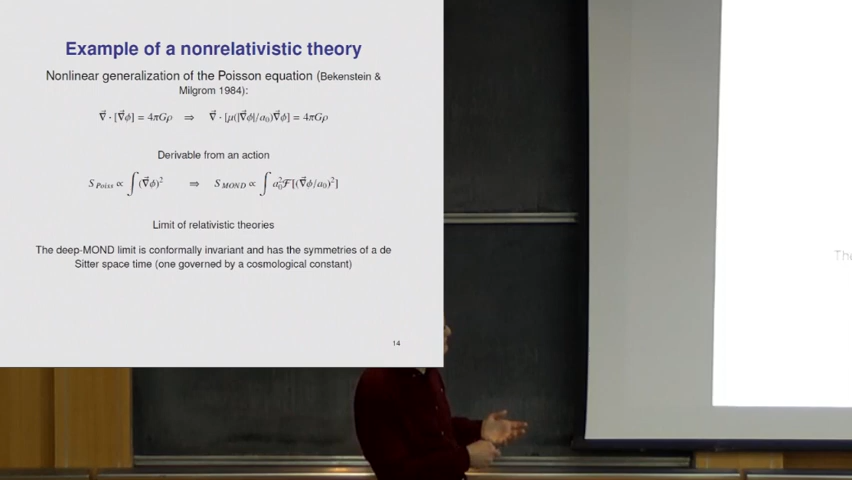 Example of a nonrelativistic theory
Nonlinear generalization of the Poisson equation (Bekenstein &
Milgrom 1984):
∇⃗ · [∇⃗ϕ] = 4πGρ ⇒ ∇⃗ · [μ(|∇⃗ϕ|/a₀)∇⃗ϕ] = 4πGρ
Derivable from an action
S_Poiss ∝ ∫(∇⃗ϕ)² ⇒ S_MOND ∝ ∫a₀²ℱ[(∇⃗ϕ/a₀)²]
Limit of relativistic theories
The deep-MOND limit is conformally invariant and has the symmetries of a de
Sitter space time (one governed by a cosmological constant)
14